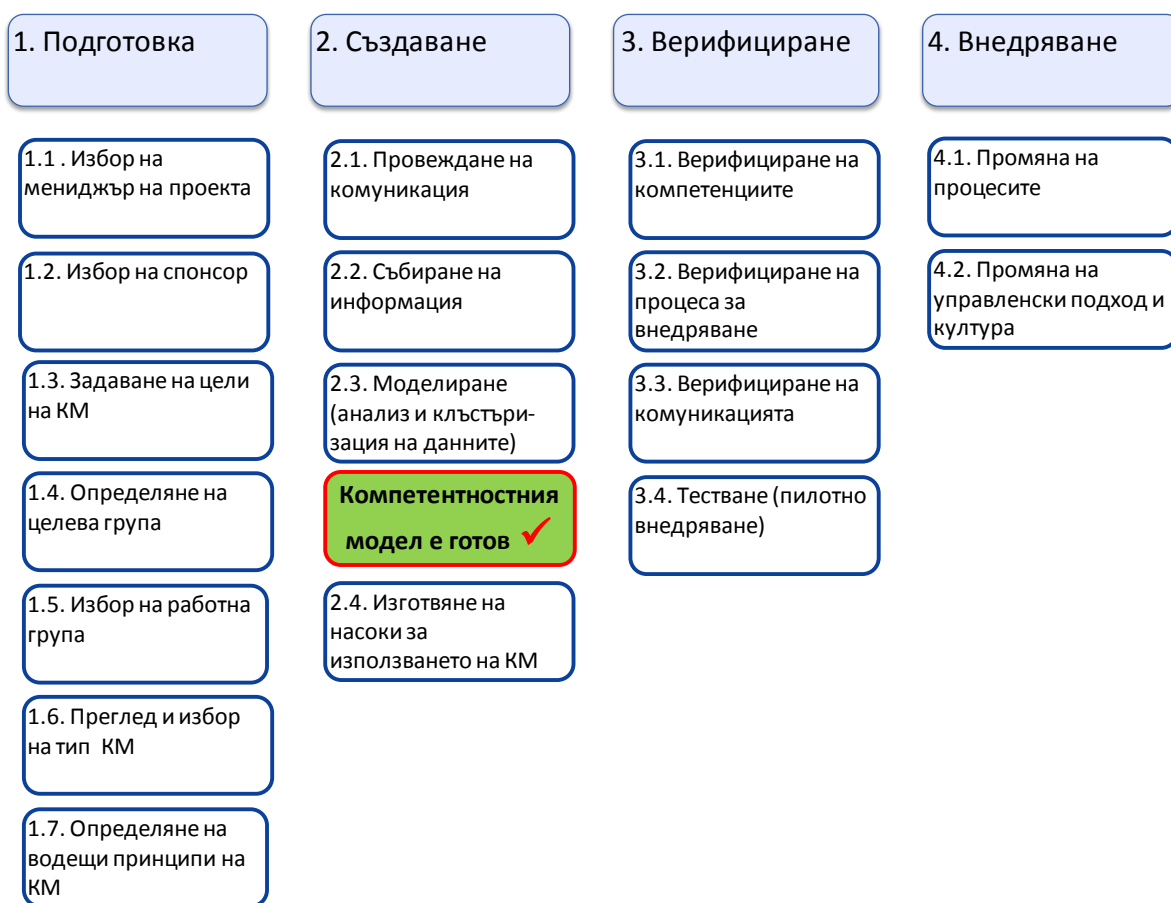 1. Подготовка
1.1 . Избор на
мениджър на проекта
1.2. Избор на спонсор
1.3. Задаване на цели
на КМ
1.4. Определяне на
целева група
1.5. Избор на работна
група
1.6. Преглед и избор
на тип КМ
1.7. Определяне на
водещи принципи на
КМ
2. Създаване
2.1. Провеждане на
комуникация
2.2. Събиране на
информация
2.3. Моделиране
(анализ и клъстъри-
зация на данните)
Компетентностния
модел е готов ✓
2.4. Изготвяне на
насоки за
използването на КМ
3. Верифициране
3.1. Верифициране на
компетенциите
3.2. Верифициране на
процеса за
внедряване
3.3. Верифициране на
комуникацията
3.4. Тестване (пилотно
внедряване)
4. Внедряване
4.1. Промяна на
процесите
4.2. Промяна на
управленски подход и
култура